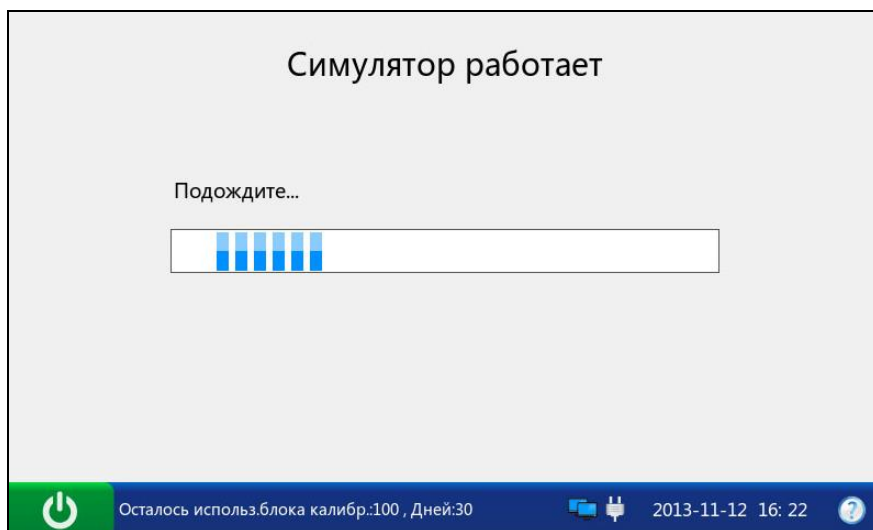 Симулятор работает
Подождите...
Осталось использ.блока калибр.:100 , Дней:30
2013-11-12 16: 22
?